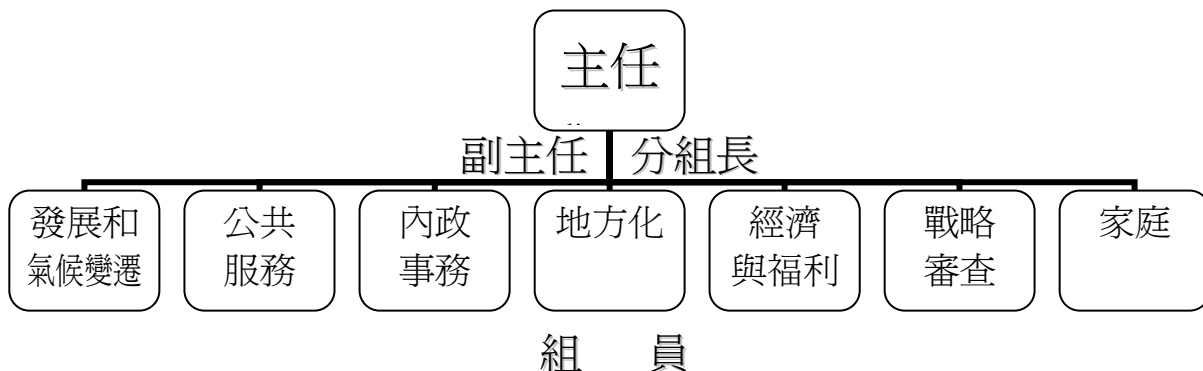 主任
副主任 分組長
發展和
氣候變遷
公共
服務
內政
事務
地方化
經濟
與福利
戰略
審查
家庭
組 員